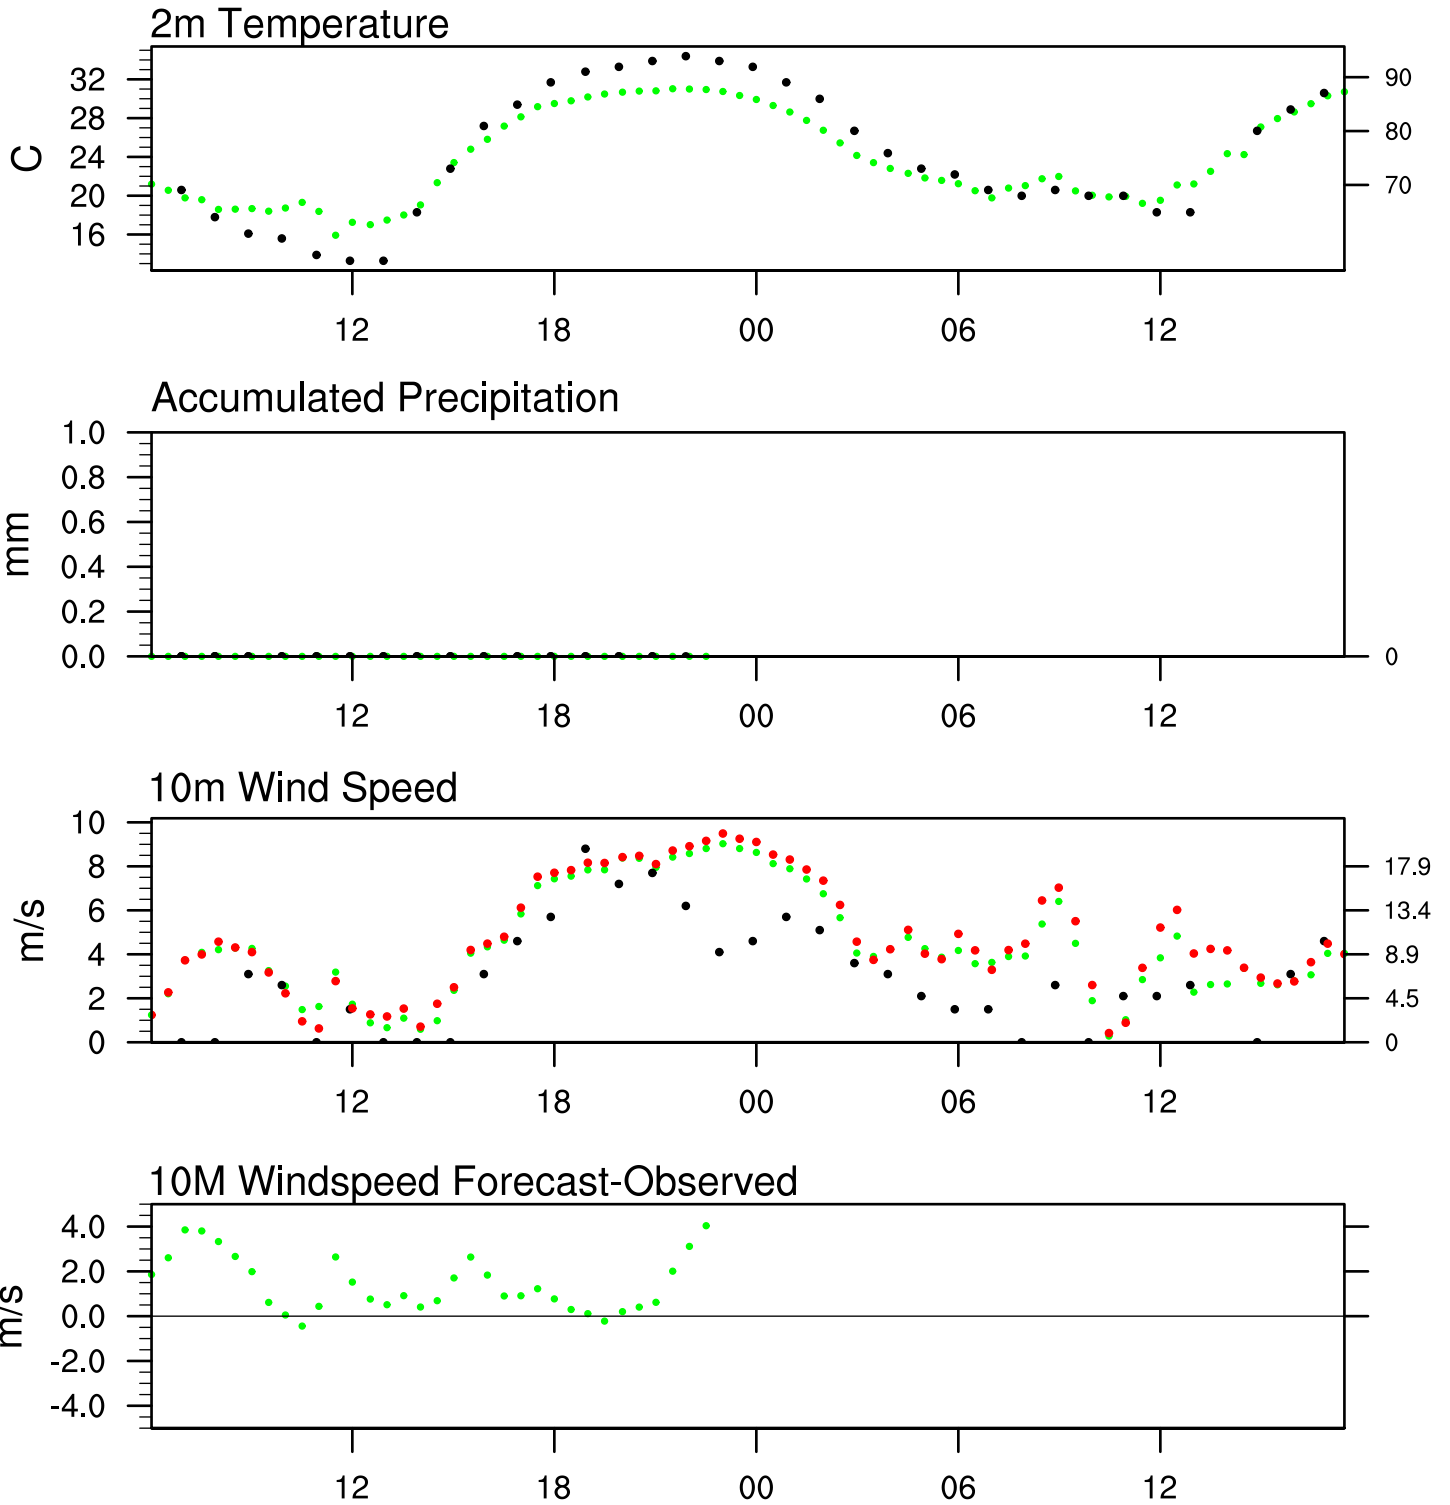 2m Temperature
32
28
24
20
16
C
90
80
70
12 18 00 06 12
Accumulated Precipitation
1.0
0.8
0.6
0.4
0.2
0.0
mm
0
12 18 00 06 12
10m Wind Speed
10
8
6
4
2
0
m/s
17.9
13.4
8.9
4.5
0
12 18 00 06 12
10M Windspeed Forecast-Observed
4.0
2.0
0.0
-2.0
-4.0
m/s
12 18 00 06 12